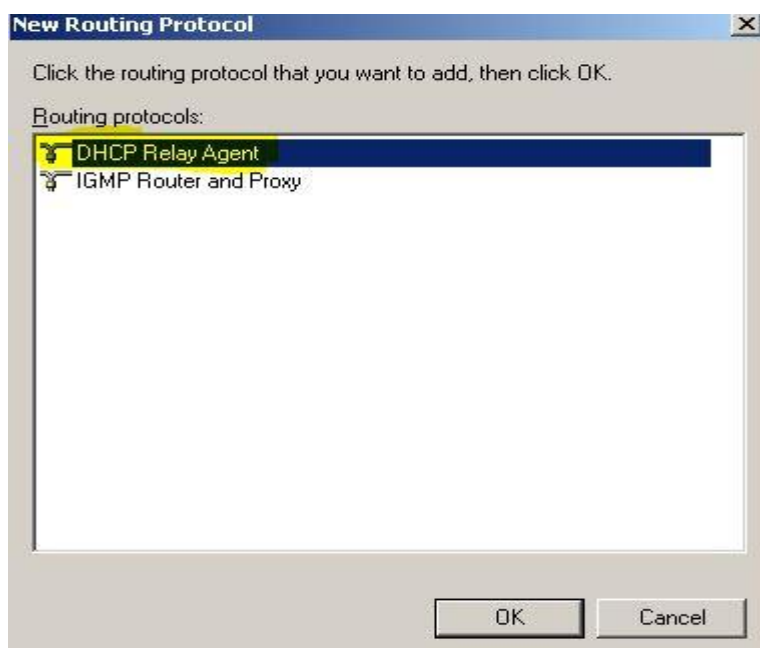 New Routing Protocol
Click the routing protocol that you want to add, then click OK.
Routing protocols:
DHCP Relay Agent
IGMP Router and Proxy
OK Cancel